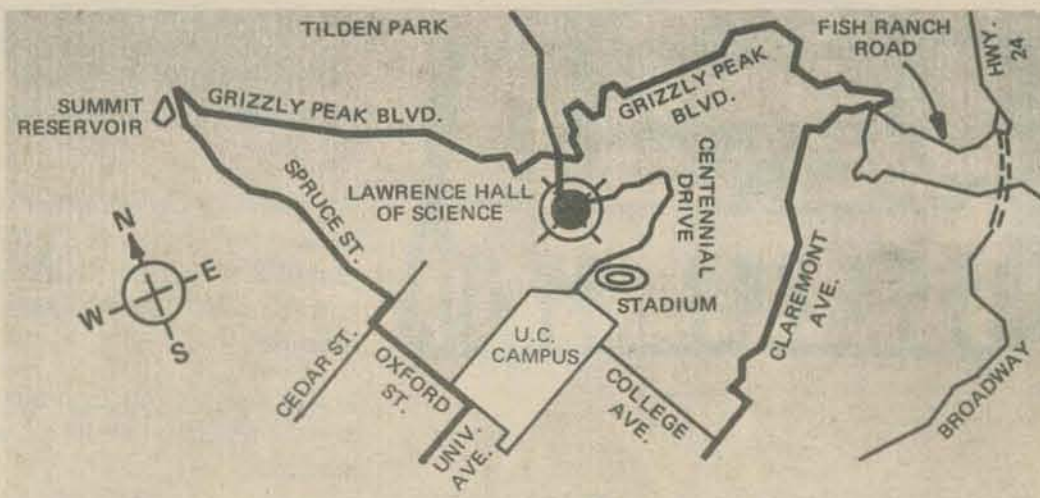 TILDEN PARK
FISH RANCH
ROAD
HWY.
24
SUMMIT
RESERVOIR
GRIZZLY PEAK BLVD.
GRIZZLY PEAK
BLVD.
SPRUCE ST.
LAWRENCE HALL
OF SCIENCE
CENTENNIAL
DRIVE
N
E
W
S
STADIUM
CLAREMONT
AVE.
U.C.
CAMPUS
CEDAR ST.
OXFORD
ST.
UNIV.
AVE.
COLLEGE
AVE.
BROADWAY